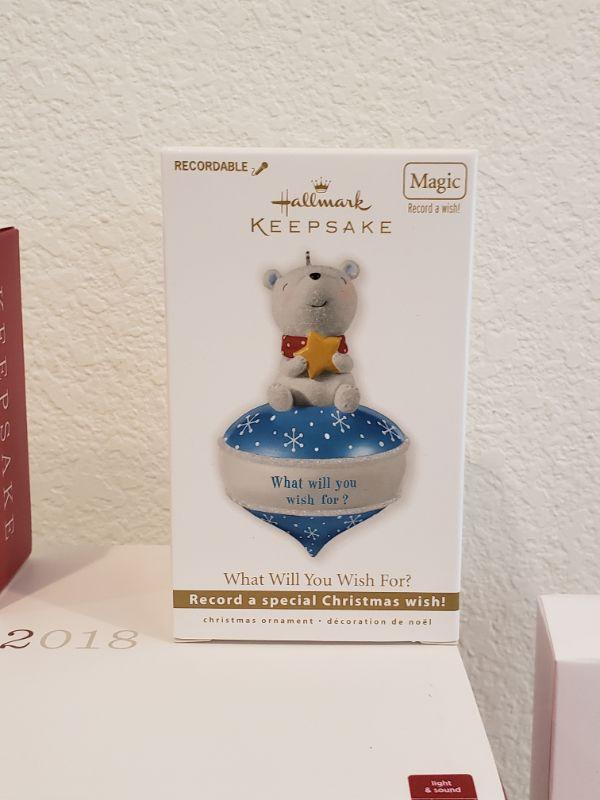 RECORDABLE
Hallmark
KEEPSAKE
Magic
Record a wish!
What will you
wish for?
What Will You Wish For?
Record a special Christmas wish!
christmas ornament • décoration de noël
KEEPSAKE
2018
light
& sound